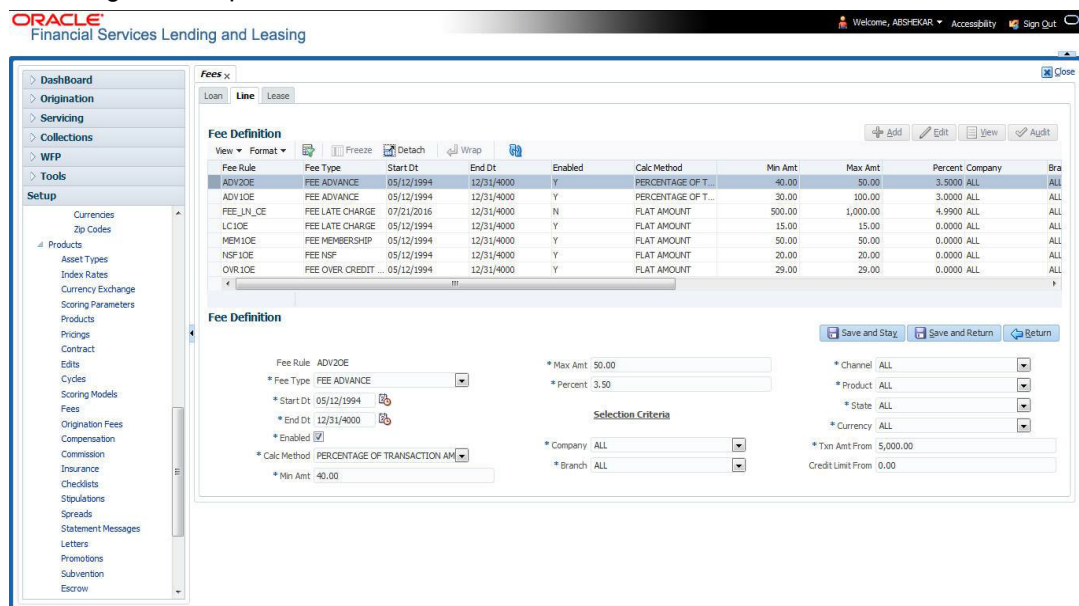 ORACLE'
Financial Services Lending and Leasing
Welcome, ABSHEKAR Accessibility Sign Out
DashBoard
Origination
Servicing
Collections
WFP
Tools
Setup
Currencies
Zip Codes
Products
Asset Types
Index Rates
Currency Exchange
Scoring Parameters
Products
Pricings
Contract
Edits
Cycles
Scoring Models
Fees
Origination Fees
Compensation
Commission
Insurance
Checklists
Stipulations
Spreads
Statement Messages
Letters
Promotions
Subvention
Escrow
Fees x Close
Loan Line Lease
Fee Definition Add Edit View Audit
View Format Freeze Detach Wrap
Fee Rule Fee Type Start Dt End Dt Enabled Calc Method Min Amt Max Amt Percent Company Bra
ADV2OE FEE ADVANCE 05/12/1994 12/31/4000 Y PERCENTAGE OF T... 40.00 50.00 3.5000 ALL ALL
ADV1OE FEE ADVANCE 05/12/1994 12/31/4000 Y PERCENTAGE OF T... 30.00 100.00 3.0000 ALL ALL
FEE_LN_CE FEE LATE CHARGE 07/21/2016 12/31/4000 N FLAT AMOUNT 500.00 1,000.00 4.9900 ALL ALL
LC1OE FEE LATE CHARGE 05/12/1994 12/31/4000 Y FLAT AMOUNT 15.00 15.00 0.0000 ALL ALL
MEM1OE FEE MEMBERSHIP 05/12/1994 12/31/4000 Y FLAT AMOUNT 50.00 50.00 0.0000 ALL ALL
NSF1OE FEE NSF 05/12/1994 12/31/4000 Y FLAT AMOUNT 20.00 20.00 0.0000 ALL ALL
OVR1OE FEE OVER CREDIT ... 05/12/1994 12/31/4000 Y FLAT AMOUNT 29.00 29.00 0.0000 ALL ALL
Fee Definition
Save and Stay Save and Return Return
Fee Rule ADV2OE
* Fee Type FEE ADVANCE
* Start Dt 05/12/1994
* End Dt 12/31/4000
* Enabled
* Calc Method PERCENTAGE OF TRANSACTION AM
* Min Amt 40.00
* Max Amt 50.00
* Percent 3.50
Selection Criteria
* Company ALL
* Branch ALL
* Channel ALL
* Product ALL
* State ALL
* Currency ALL
* Txn Amt From 5,000.00
Credit Limit From 0.00